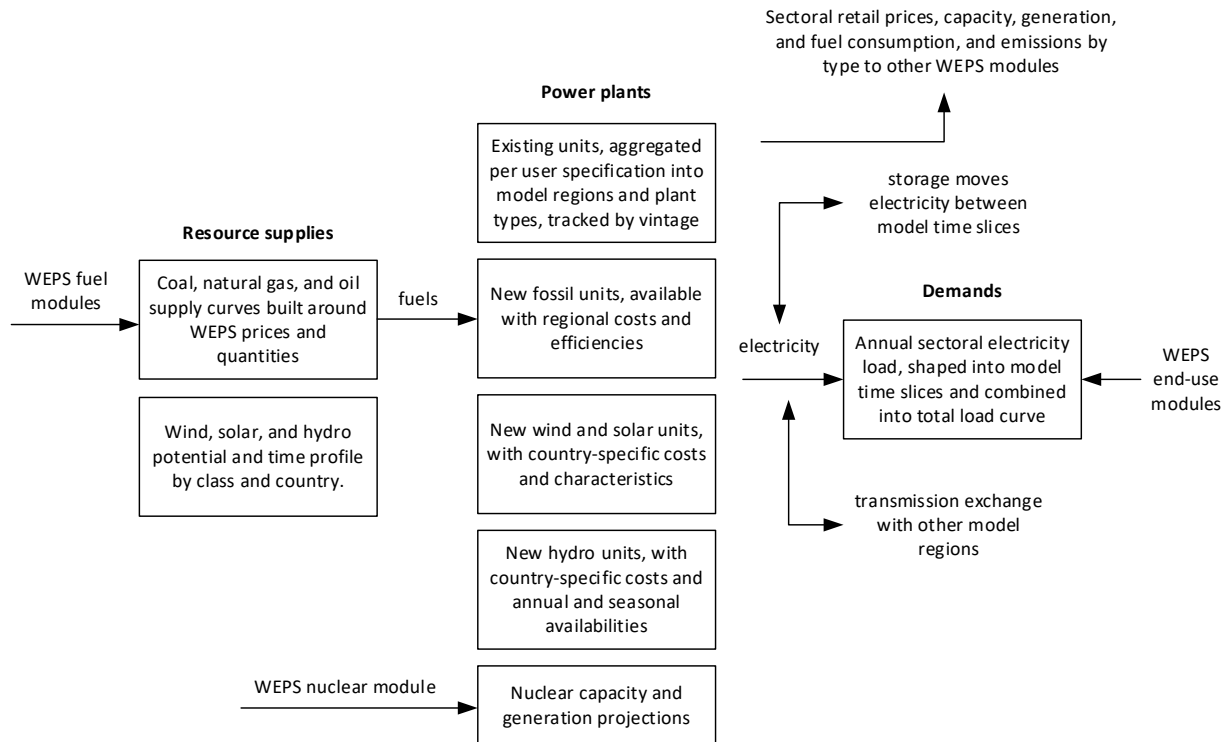 Sectoral retail prices, capacity, generation,
and fuel consumption, and emissions by
type to other WEPS modules
Power plants
Existing units, aggregated
per user specification into
model regions and plant
types, tracked by vintage
storage moves
electricity between
model time slices
Resource supplies
WEPS fuel
modules
Coal, natural gas, and oil
supply curves built around
WEPS prices and
quantities
fuels
New fossil units, available
with regional costs and
efficiencies
Demands
electricity
Annual sectoral electricity
load, shaped into model
time slices and combined
into total load curve
WEPS
end-use
modules
Wind, solar, and hydro
potential and time profile
by class and country.
New wind and solar units,
with country-specific costs
and characteristics
transmission exchange
with other model
regions
New hydro units, with
country-specific costs and
annual and seasonal
availabilities
WEPS nuclear module
Nuclear capacity and
generation projections